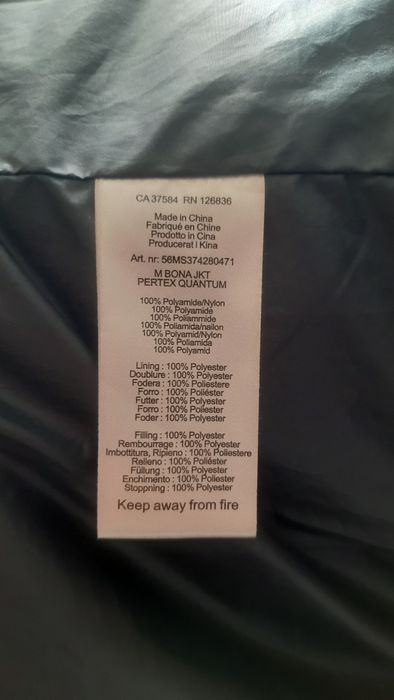 CA 37584 RN 126836
Made in China
Fabriqué en Chine
Prodotto in Cina
Producerat I Kina
Art. nr: 56MS374280471
M BONA JKT
PERTEX QUANTUM
100% Polyamide/Nylon
100% Polyamide
100% Poliammide
100% Poliamida/nailon
100% Polyamid/Nylon
100% Poliamida
100% Polyamid
Lining : 100% Polyester
Doublure : 100% Polyester
Fodera : 100% Poliestere
Forro : 100% Poliéster
Futter : 100% Polyester
Forro : 100% Poliester
Foder : 100% Polyester
Filling : 100% Polyester
Rembourrage : 100% Polyester
Imbottitura, Ripieno : 100% Poliestere
Relleno : 100% Poliéster
Füllung : 100% Polyester
Enchimento : 100% Poliester
Stoppning : 100% Polyester
Keep away from fire